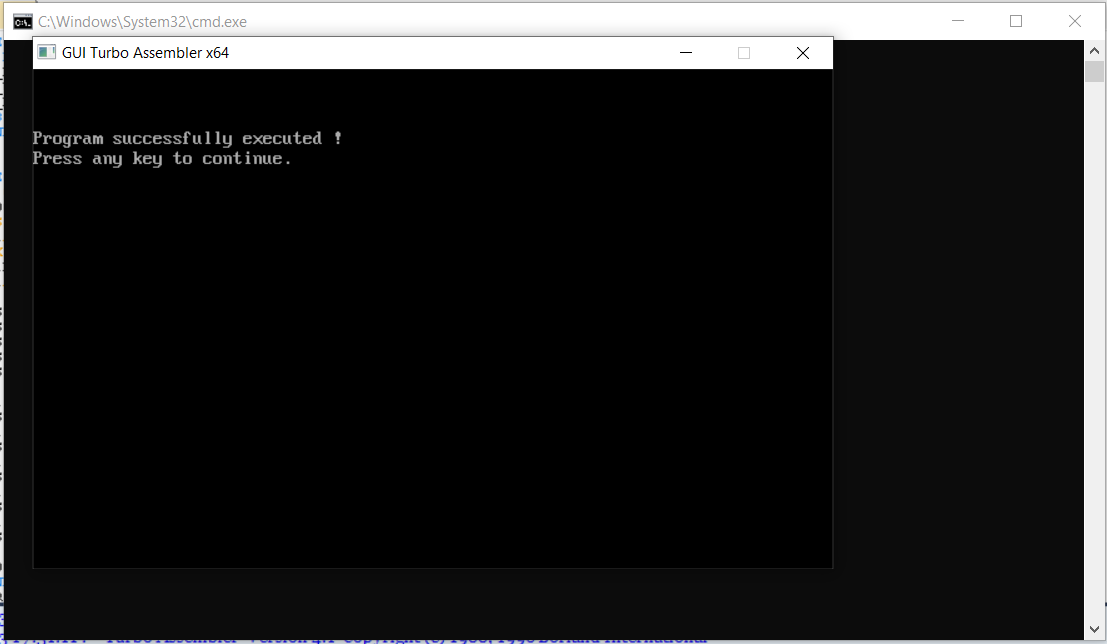 C:\Windows\System32\cmd.exe
GUI Turbo Assembler x64
Program successfully executed !
Press any key to continue.